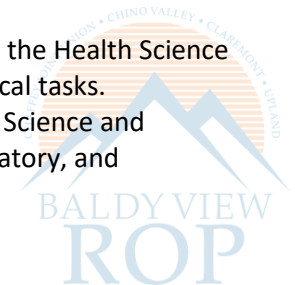 the Health Science
cal tasks.
Science and
atory, and
CHINO VALLEY • CLAREMONT • UPLAND
BALDY VIEW
ROP